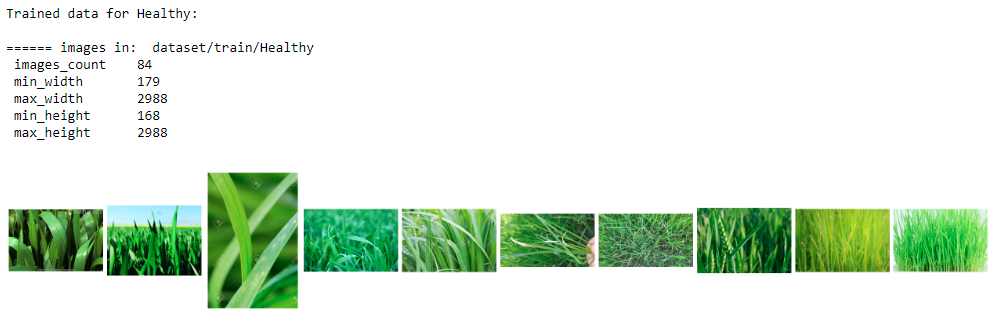 Trained data for Healthy:
====== images in:  dataset/train/Healthy
images_count    84
min_width       179
max_width       2988
min_height      168
max_height      2988